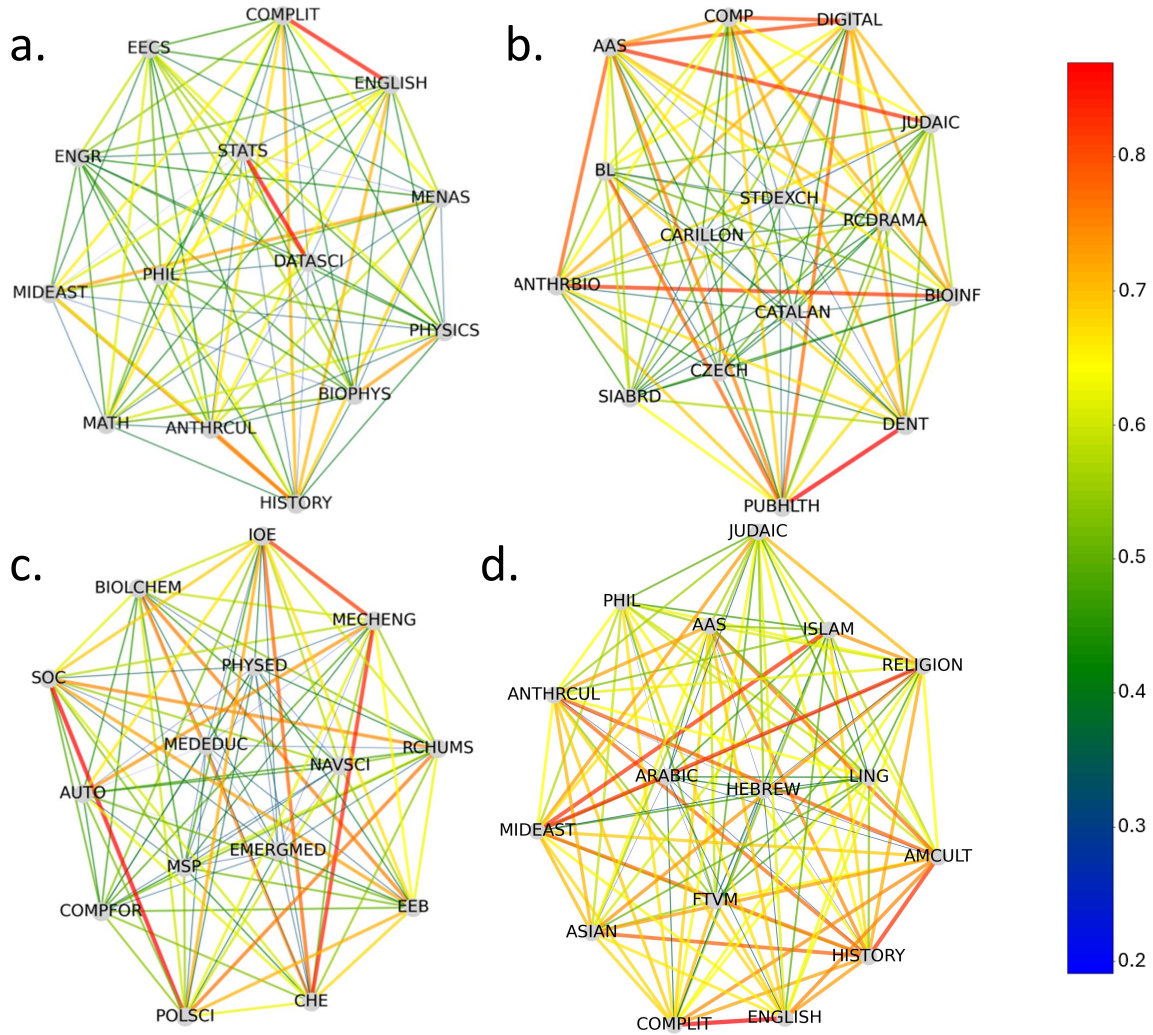 a.
COMPLIT
EECS
ENGLISH
ENGR
STATS
MENAS
DATASCI
PHIL
MIDEAST
PHYSICS
BIOPHYS
MATH
ANTHRCUL
HISTORY
b.
COMP
DIGITAL
AAS
JUDAIC
BL
STDEXCH
RCDRAMA
CARILLON
ANTHRBIO
BIOINF
CATALAN
CZECH
SIABRD
DENT
PUBHLTH
c.
IOE
BIOLCHEM
MECHENG
PHYSED
SOC
MEDEDUC
RCHUMS
NAVSCI
AUTO
EMERGMED
MSP
COMPFOR
EEB
CHE
POLSCI
d.
JUDAIC
PHIL
AAS
ISLAM
RELIGION
ANTHRCUL
ARABIC
LING
HEBREW
MIDEAST
AMCULT
FTVM
ASIAN
HISTORY
COMPLIT
ENGLISH
0.8
0.7
0.6
0.5
0.4
0.3
0.2